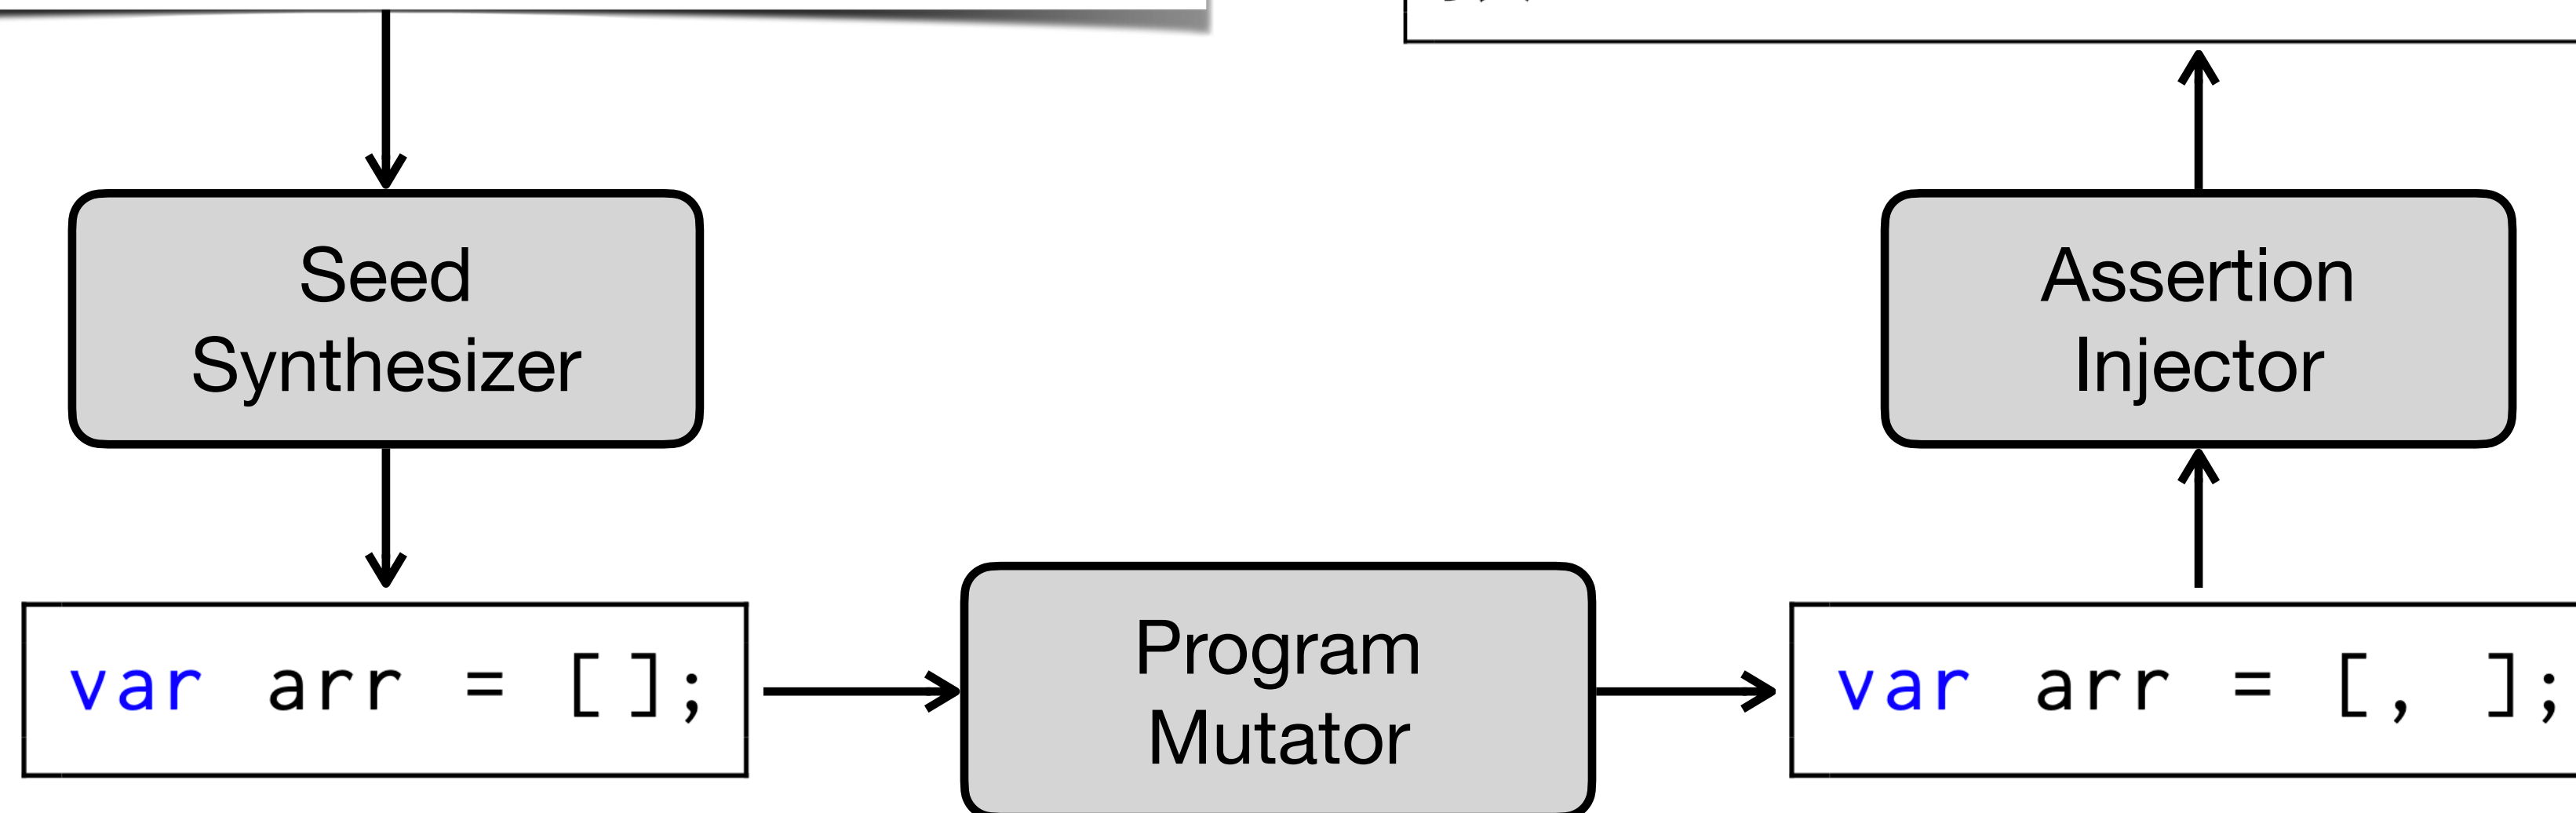 Seed
Synthesizer
Assertion
Injector
var arr = [ ];
Program
Mutator
var arr = [, ];